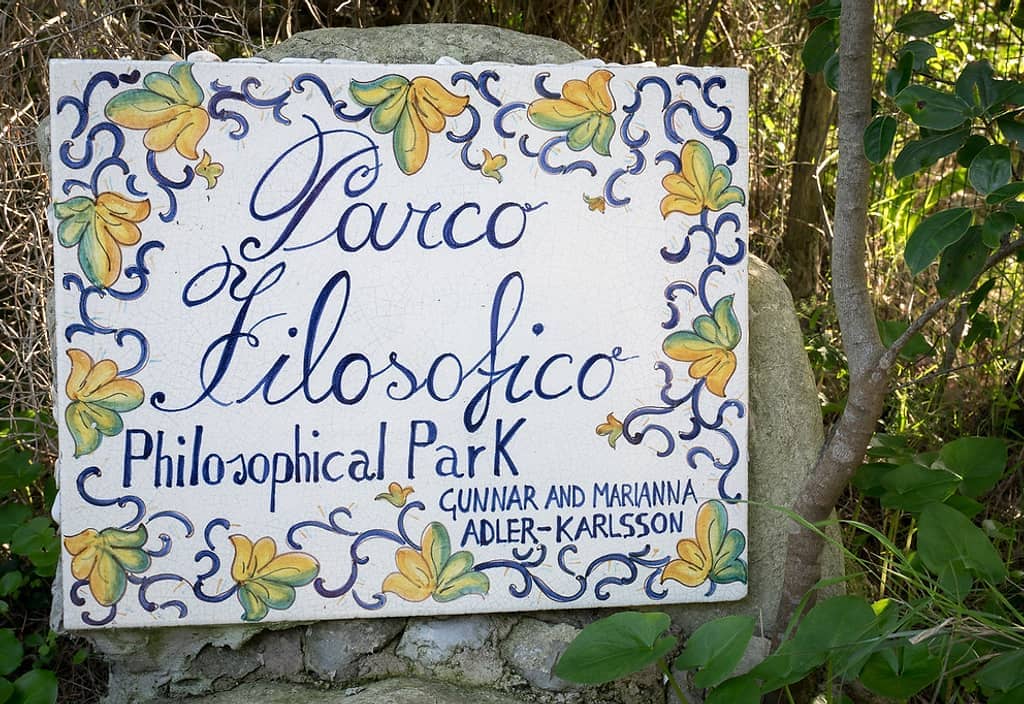 Parco
Filosofico
Philosophical Park
GUNNAR AND MARIANNA
ADLER-KARLSSON